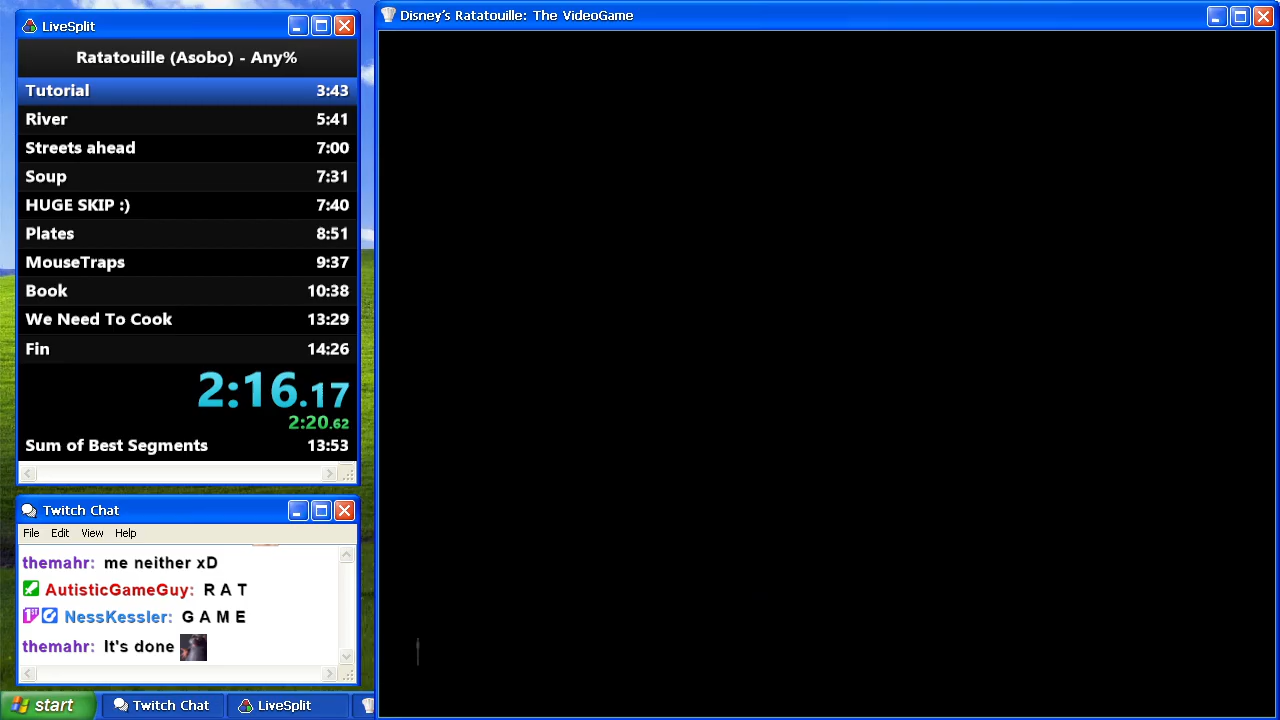 LiveSplit
Ratatouille (Asobo) - Any%
Tutorial 3:43
River 5:41
Streets ahead 7:00
Soup 7:31
HUGE SKIP :) 7:40
Plates 8:51
MouseTraps 9:37
Book 10:38
We Need To Cook 13:29
Fin 14:26
2:16.17
2:20.62
Sum of Best Segments 13:53
Twitch Chat
File Edit View Help
themahr: me neither xD
AutisticGameGuy: R A T
NessKessler: G A M E
themahr: It's done
start Twitch Chat LiveSplit
Disney's Ratatouille: The VideoGame